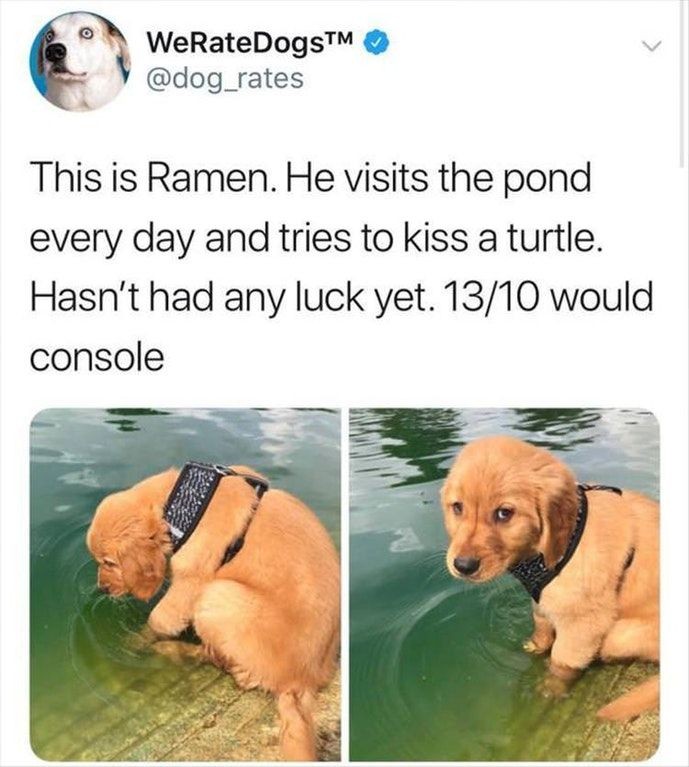 WeRateDogs™
@dog_rates
This is Ramen. He visits the pond
every day and tries to kiss a turtle.
Hasn't had any luck yet. 13/10 would
console